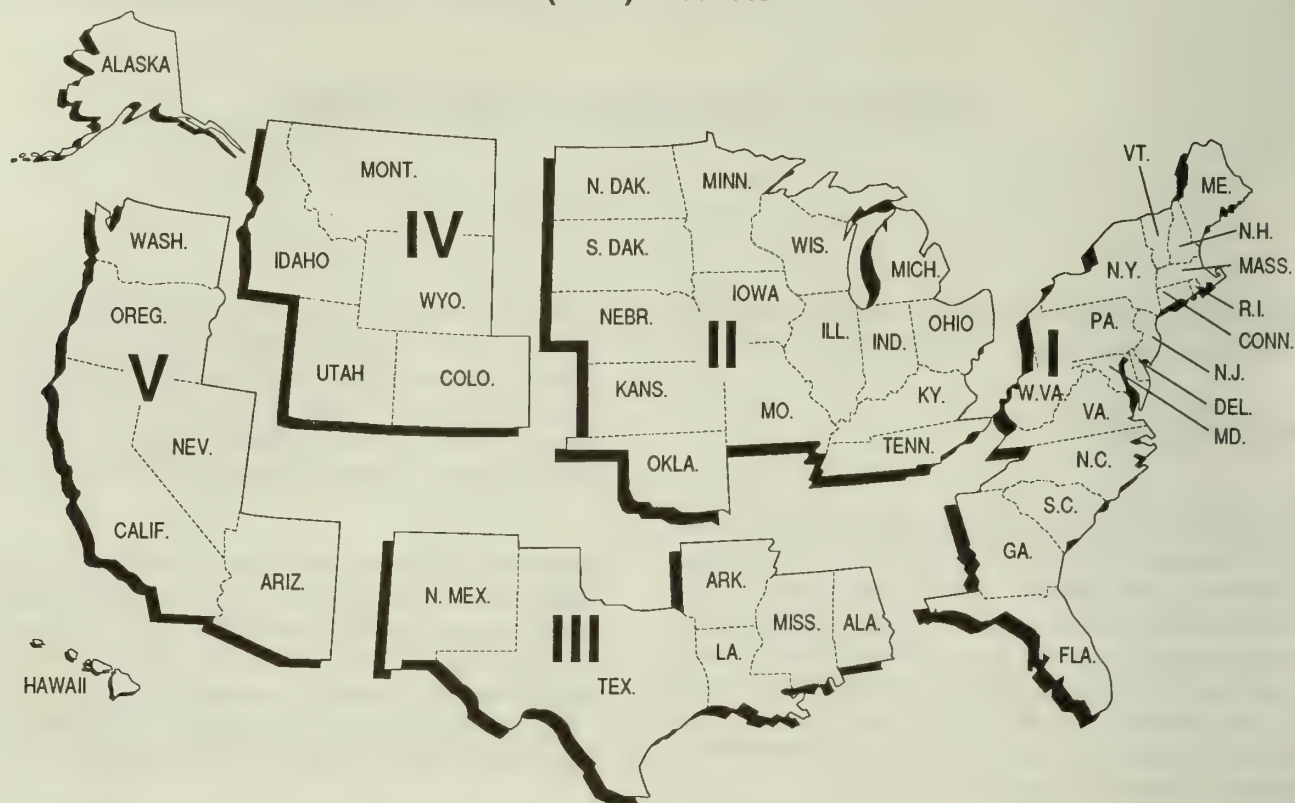 ALASKA
MONT.
N. DAK.
MINN.
VT.
ME.
WASH.
IV
N.H.
IDAHO
S. DAK.
WIS.
MICH.
N.Y.
MASS.
OREG.
WYO.
IOWA
R.I.
NEBR.
ILL.
IND.
OHIO
PA.
CONN.
V
UTAH
COLO.
II
I
N.J.
KANS.
MO.
KY.
W.VA.
VA.
DEL.
NEV.
TENN.
MD.
OKLA.
N.C.
S.C.
CALIF.
GA.
ARIZ.
N. MEX.
ARK.
III
MISS.
ALA.
LA.
FLA.
HAWAII
TEX.